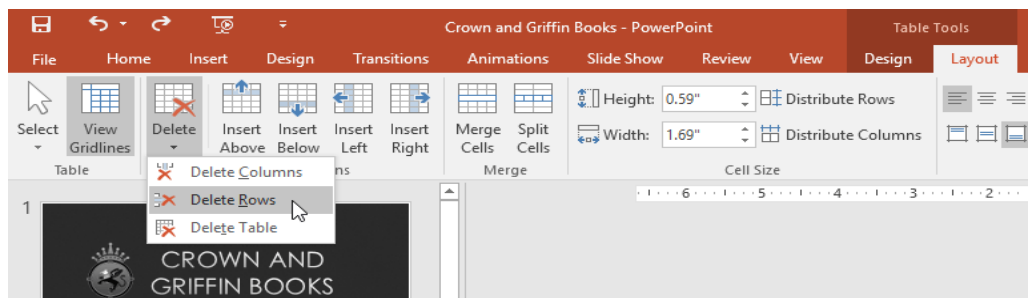 Crown and Griffin Books - PowerPoint Table Tools
File Home Insert Design Transitions Animations Slide Show Review View Design Layout
Select View Gridlines Delete Insert Above Insert Below Insert Left Insert Right Merge Cells Split Cells Height: 0.59" Distribute Rows
Width: 1.69" Distribute Columns
Table ns Merge Cell Size
Delete Columns
Delete Rows
Delete Table
6 5 4 3 2
1
CROWN AND
GRIFFIN BOOKS